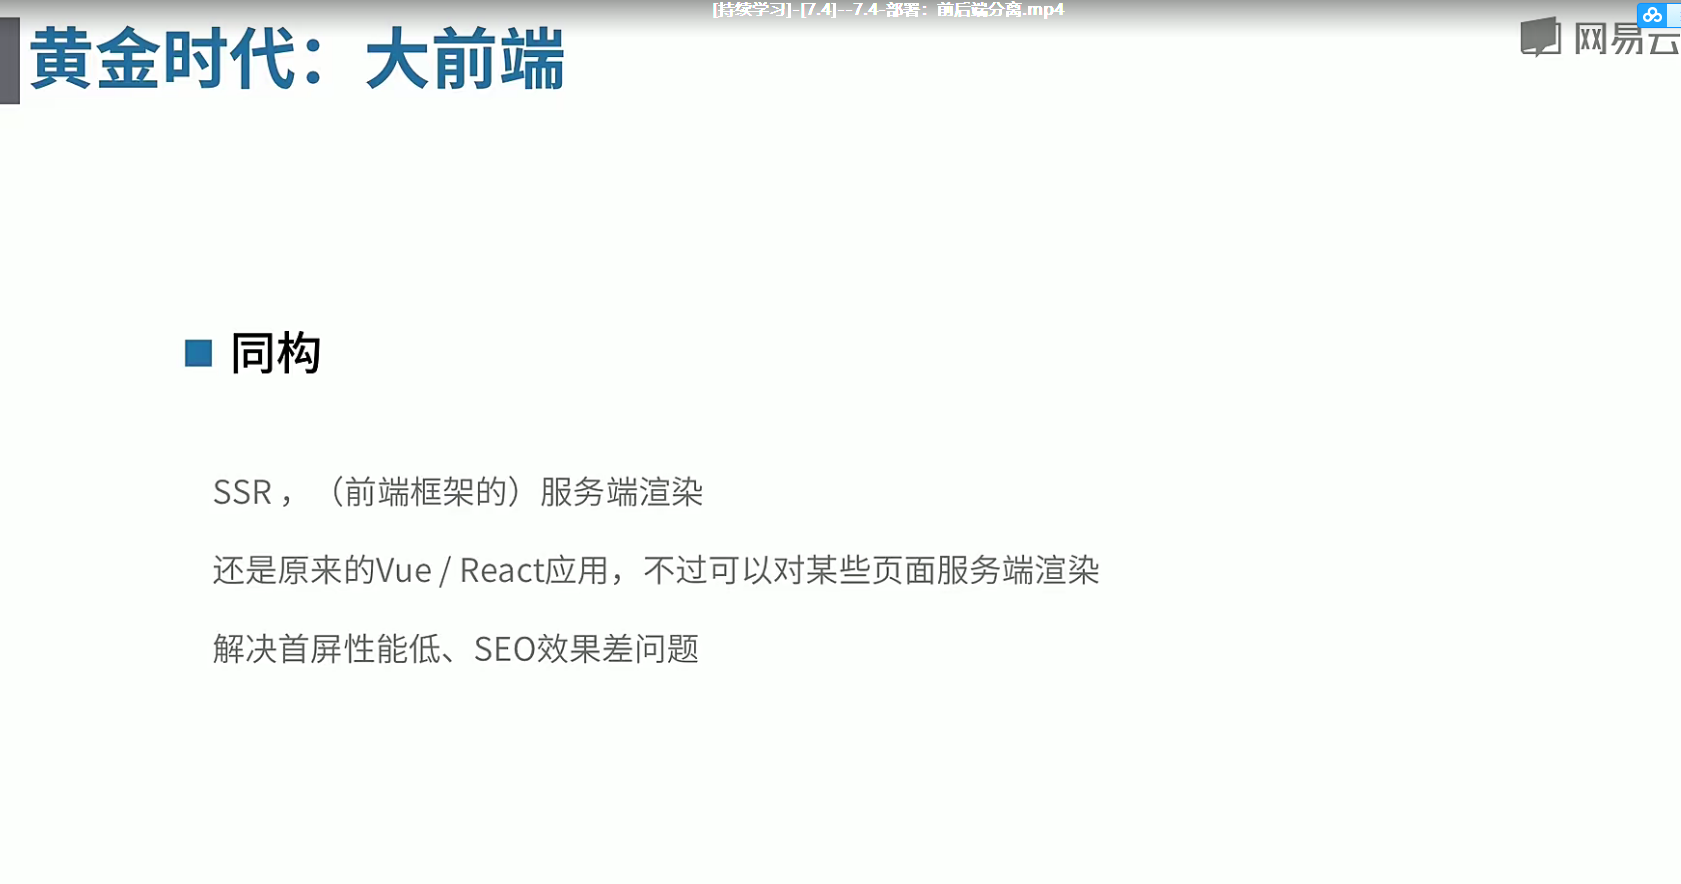 [持续学习]-[7.4]--7.4-部署：前后端分离.mp4
黄金时代：大前端
网易云
同构
SSR ，（前端框架的）服务端渲染
还是原来的Vue / React应用，不过可以对某些页面服务端渲染
解决首屏性能低、SEO效果差问题